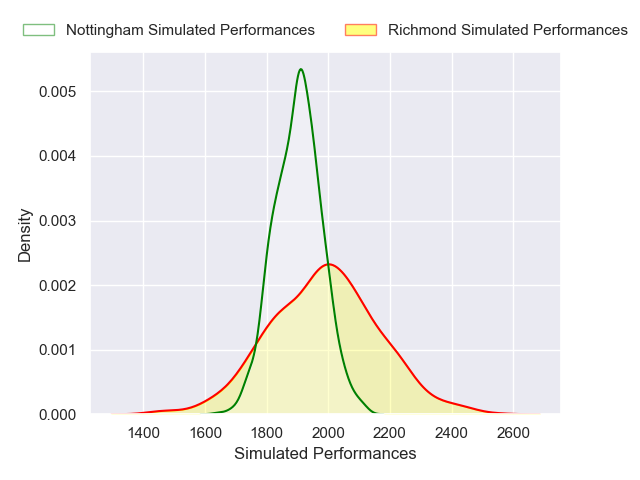 Nottingham Simulated Performances Richmond Simulated Performances
0.005
0.004
0.003
0.002
0.001
0.000
Density
1400 1600 1800 2000 2200 2400 2600
Simulated Performances